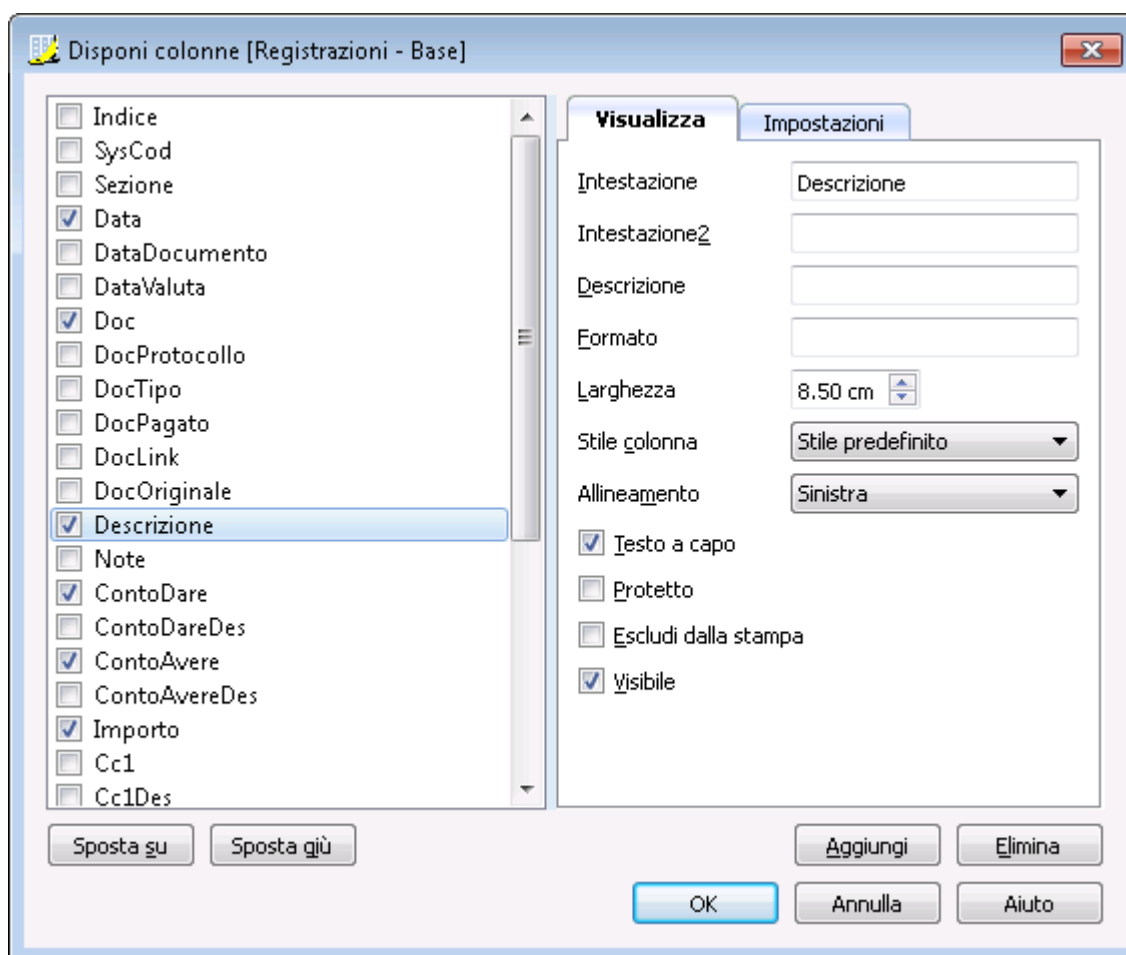 Disponi colonne [Registrazioni - Base]
Indice
SysCod
Sezione
Data
DataDocumento
DataValuta
Doc
DocProtocollo
DocTipo
DocPagato
DocLink
DocOriginale
Descrizione
Note
ContoDare
ContoDareDes
ContoAvere
ContoAvereDes
Importo
Cc1
Cc1Des
Visualizza Impostazioni
Intestazione Descrizione
Intestazione2
Descrizione
Formato
Larghezza 8.50 cm
Stile colonna Stile predefinito
Allineamento Sinistra
Testo a capo
Protetto
Escludi dalla stampa
Visibile
Sposta su Sposta giù Aggiungi Elimina
OK Annulla Aiuto